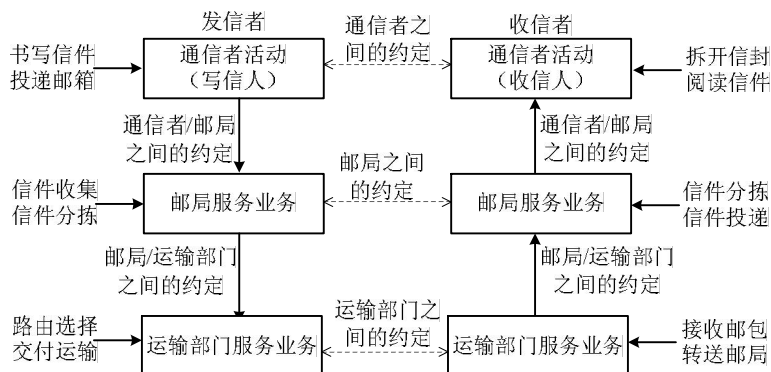 发信者
收信者
书写信件
投递邮箱
通信者活动
（写信人）
通信者之
间的约定
通信者活动
（收信人）
拆开信封
阅读信件
通信者/邮局
之间的约定
通信者/邮局
之间的约定
信件收集
信件分拣
邮局服务业务
邮局之间
的约定
邮局服务业务
信件分拣
信件投递
邮局/运输部门
之间的约定
邮局/运输部门
之间的约定
路由选择
交付运输
运输部门服务业务
运输部门之
间的约定
运输部门服务业务
接收邮包
转送邮局